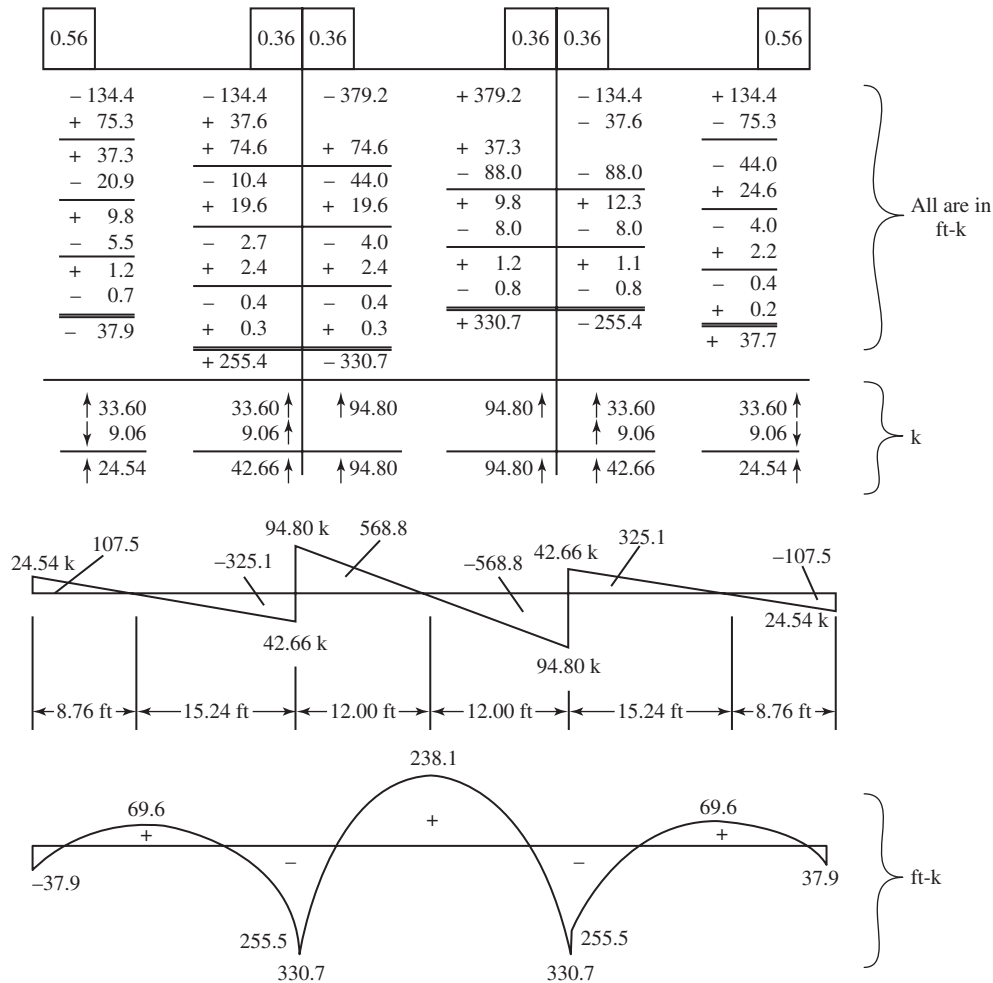 0.56 0.36 0.36 0.36 0.36 0.56
– 134.4 – 134.4 – 379.2 + 379.2 – 134.4 + 134.4
+ 75.3 + 37.6 – 37.6 – 75.3
+ 37.3 + 74.6 + 74.6 + 37.3 – 44.0
– 20.9 – 10.4 – 44.0 – 88.0 – 88.0 + 24.6
+ 9.8 + 19.6 + 19.6 + 9.8 + 12.3 – 4.0
– 5.5 – 2.7 – 4.0 – 8.0 – 8.0 + 2.2
+ 1.2 + 2.4 + 2.4 + 1.2 + 1.1 – 0.4
– 0.7 – 0.4 – 0.4 – 0.8 – 0.8 + 0.2
– 37.9 + 0.3 + 0.3 + 330.7 – 255.4 + 37.7
+ 255.4 – 330.7
All are in
ft-k
33.60 33.60 94.80 94.80 33.60 33.60
9.06 9.06 9.06 9.06
24.54 42.66 94.80 94.80 42.66 24.54
k
94.80 k 568.8
24.54 k 107.5 –325.1 –568.8 42.66 k 325.1 –107.5
42.66 k 94.80 k 24.54 k
8.76 ft 15.24 ft 12.00 ft 12.00 ft 15.24 ft 8.76 ft
238.1
69.6 69.6
+ + +
– –
–37.9 37.9
ft-k
255.5 255.5
330.7 330.7